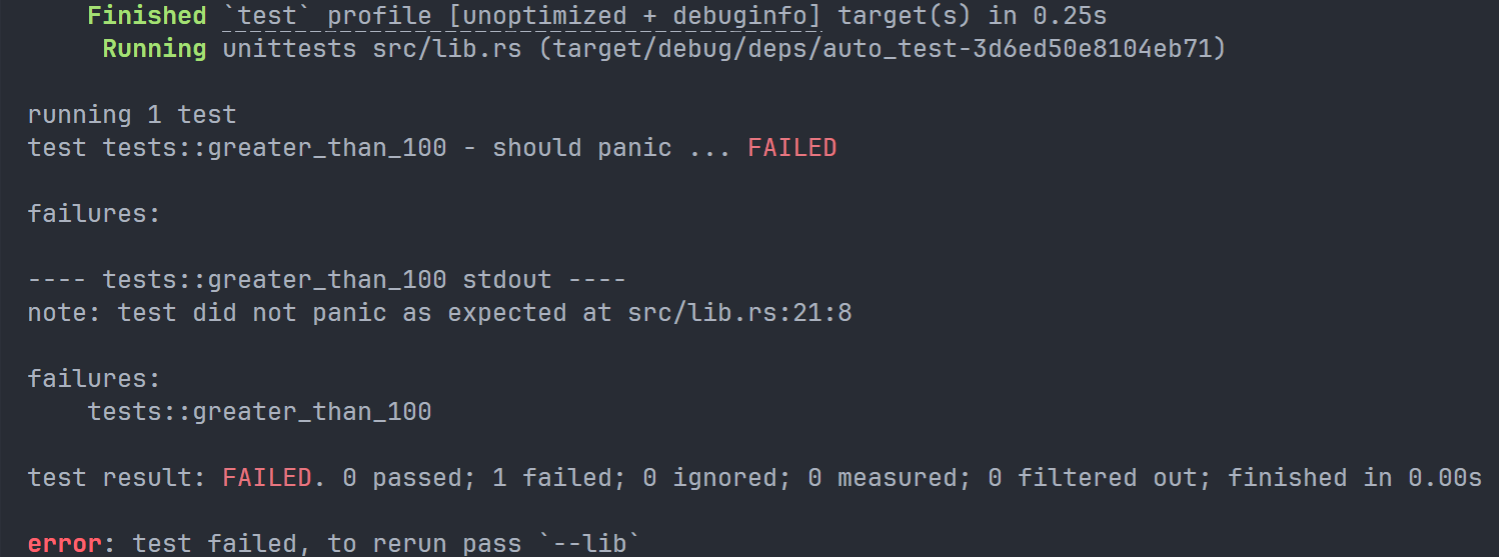 Finished `test` profile [unoptimized + debuginfo] target(s) in 0.25s
Running unittests src/lib.rs (target/debug/deps/auto_test-3d6ed50e8104eb71)
running 1 test
test tests::greater_than_100 - should panic ... FAILED
failures:
---- tests::greater_than_100 stdout ----
note: test did not panic as expected at src/lib.rs:21:8
failures:
tests::greater_than_100
test result: FAILED. 0 passed; 1 failed; 0 ignored; 0 measured; 0 filtered out; finished in 0.00s
error: test failed, to rerun pass `--lib`